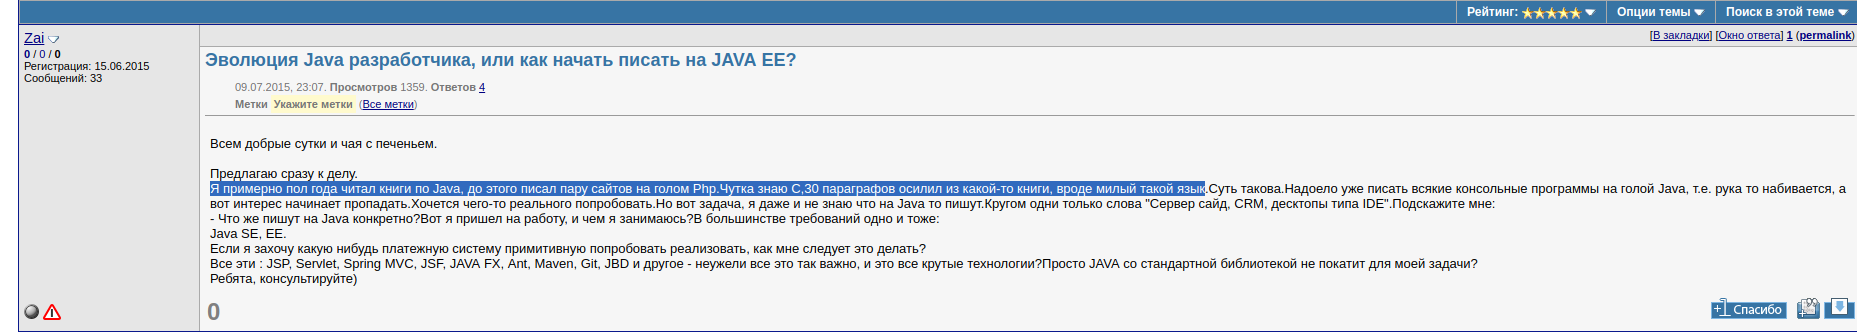 Рейтинг: Опции темы Поиск в этой теме
Zai
0 / 0 / 0
Регистрация: 15.06.2015
Сообщений: 33
[В закладки] [Окно ответа] 1 (permalink)
Эволюция Java разработчика, или как начать писать на JAVA EE?
09.07.2015, 23:07. Просмотров 1359. Ответов 4
Метки Укажите метки (Все метки)
Всем добрые сутки и чая с печеньем.
Предлагаю сразу к делу.
Я примерно пол года читал книги по Java, до этого писал пару сайтов на голом Php.Чутка знаю C,30 параграфов осилил из какой-то книги, вроде милый такой язык.Суть такова.Надоело уже писать всякие консольные программы на голой Java, т.е. рука то набивается, а
вот интерес начинает пропадать.Хочется чего-то реального попробовать.Но вот задача, я даже и не знаю что на Java то пишут.Кругом одни только слова "Сервер сайд, CRM, десктопы типа IDE".Подскажите мне:
- Что же пишут на Java конкретно?Вот я пришел на работу, и чем я занимаюсь?В большинстве требований одно и тоже:
Java SE, EE.
Если я захочу какую нибудь платежную систему примитивную попробовать реализовать, как мне следует это делать?
Все эти : JSP, Servlet, Spring MVC, JSF, JAVA FX, Ant, Maven, Git, JBD и другое - неужели все это так важно, и это все крутые технологии?Просто JAVA со стандартной библиотекой не покатит для моей задачи?
Ребята, консультируйте)
0
+1 Спасибо